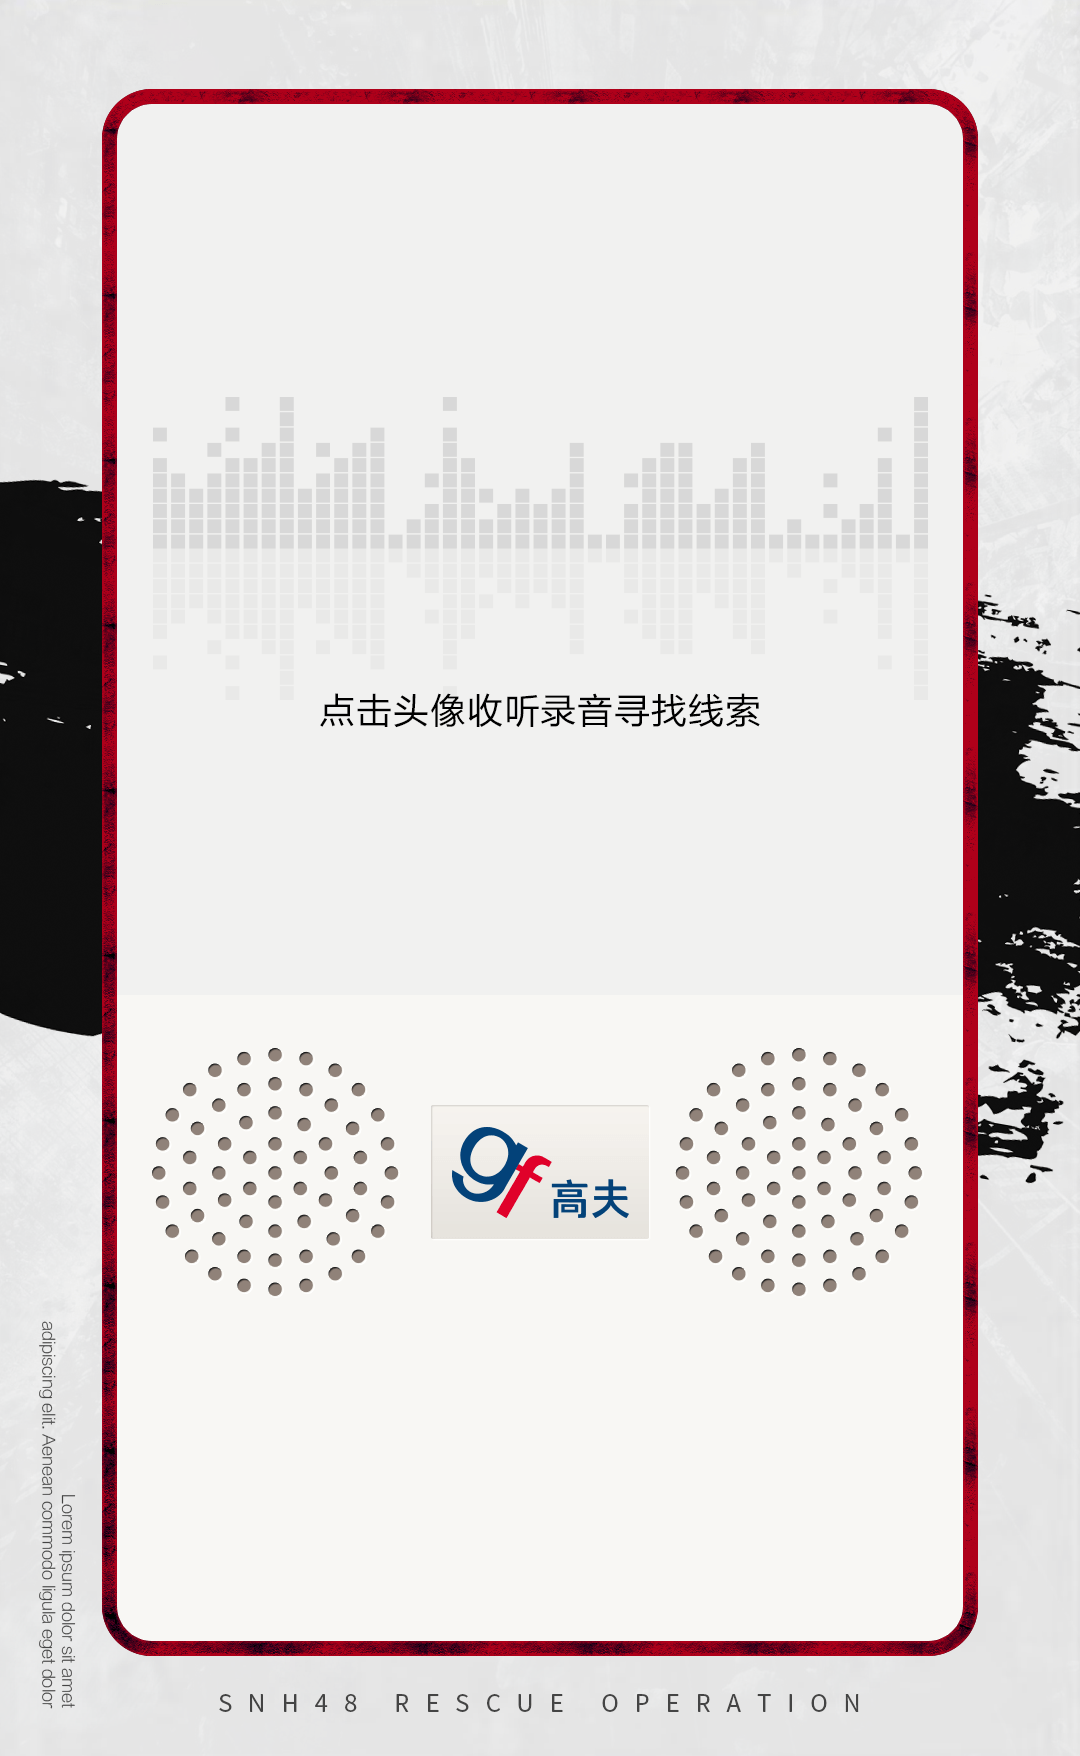 点击头像收听录音寻找线索
gf 高夫
Lorem ipsum dolor sit amet
adipiscing elit. Aenean commodo ligula eget dolor
SNH48 RESCUE OPERATION